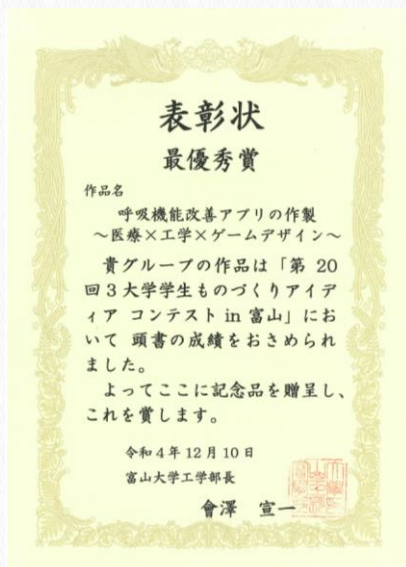 表彰状
最優秀賞
作品名
呼吸機能改善アプリの作製
～医療×工学×ゲームデザイン～
貴グループの作品は「第 20
回３大学学生ものづくりアイデ
ィア コンテスト in 富山」にお
いて 頭書の成績をおさめられ
ました。
よってここに記念品を贈呈し、
これを賞します。
令和４年 12 月 10 日
富山大学工学部長
會澤 宣一